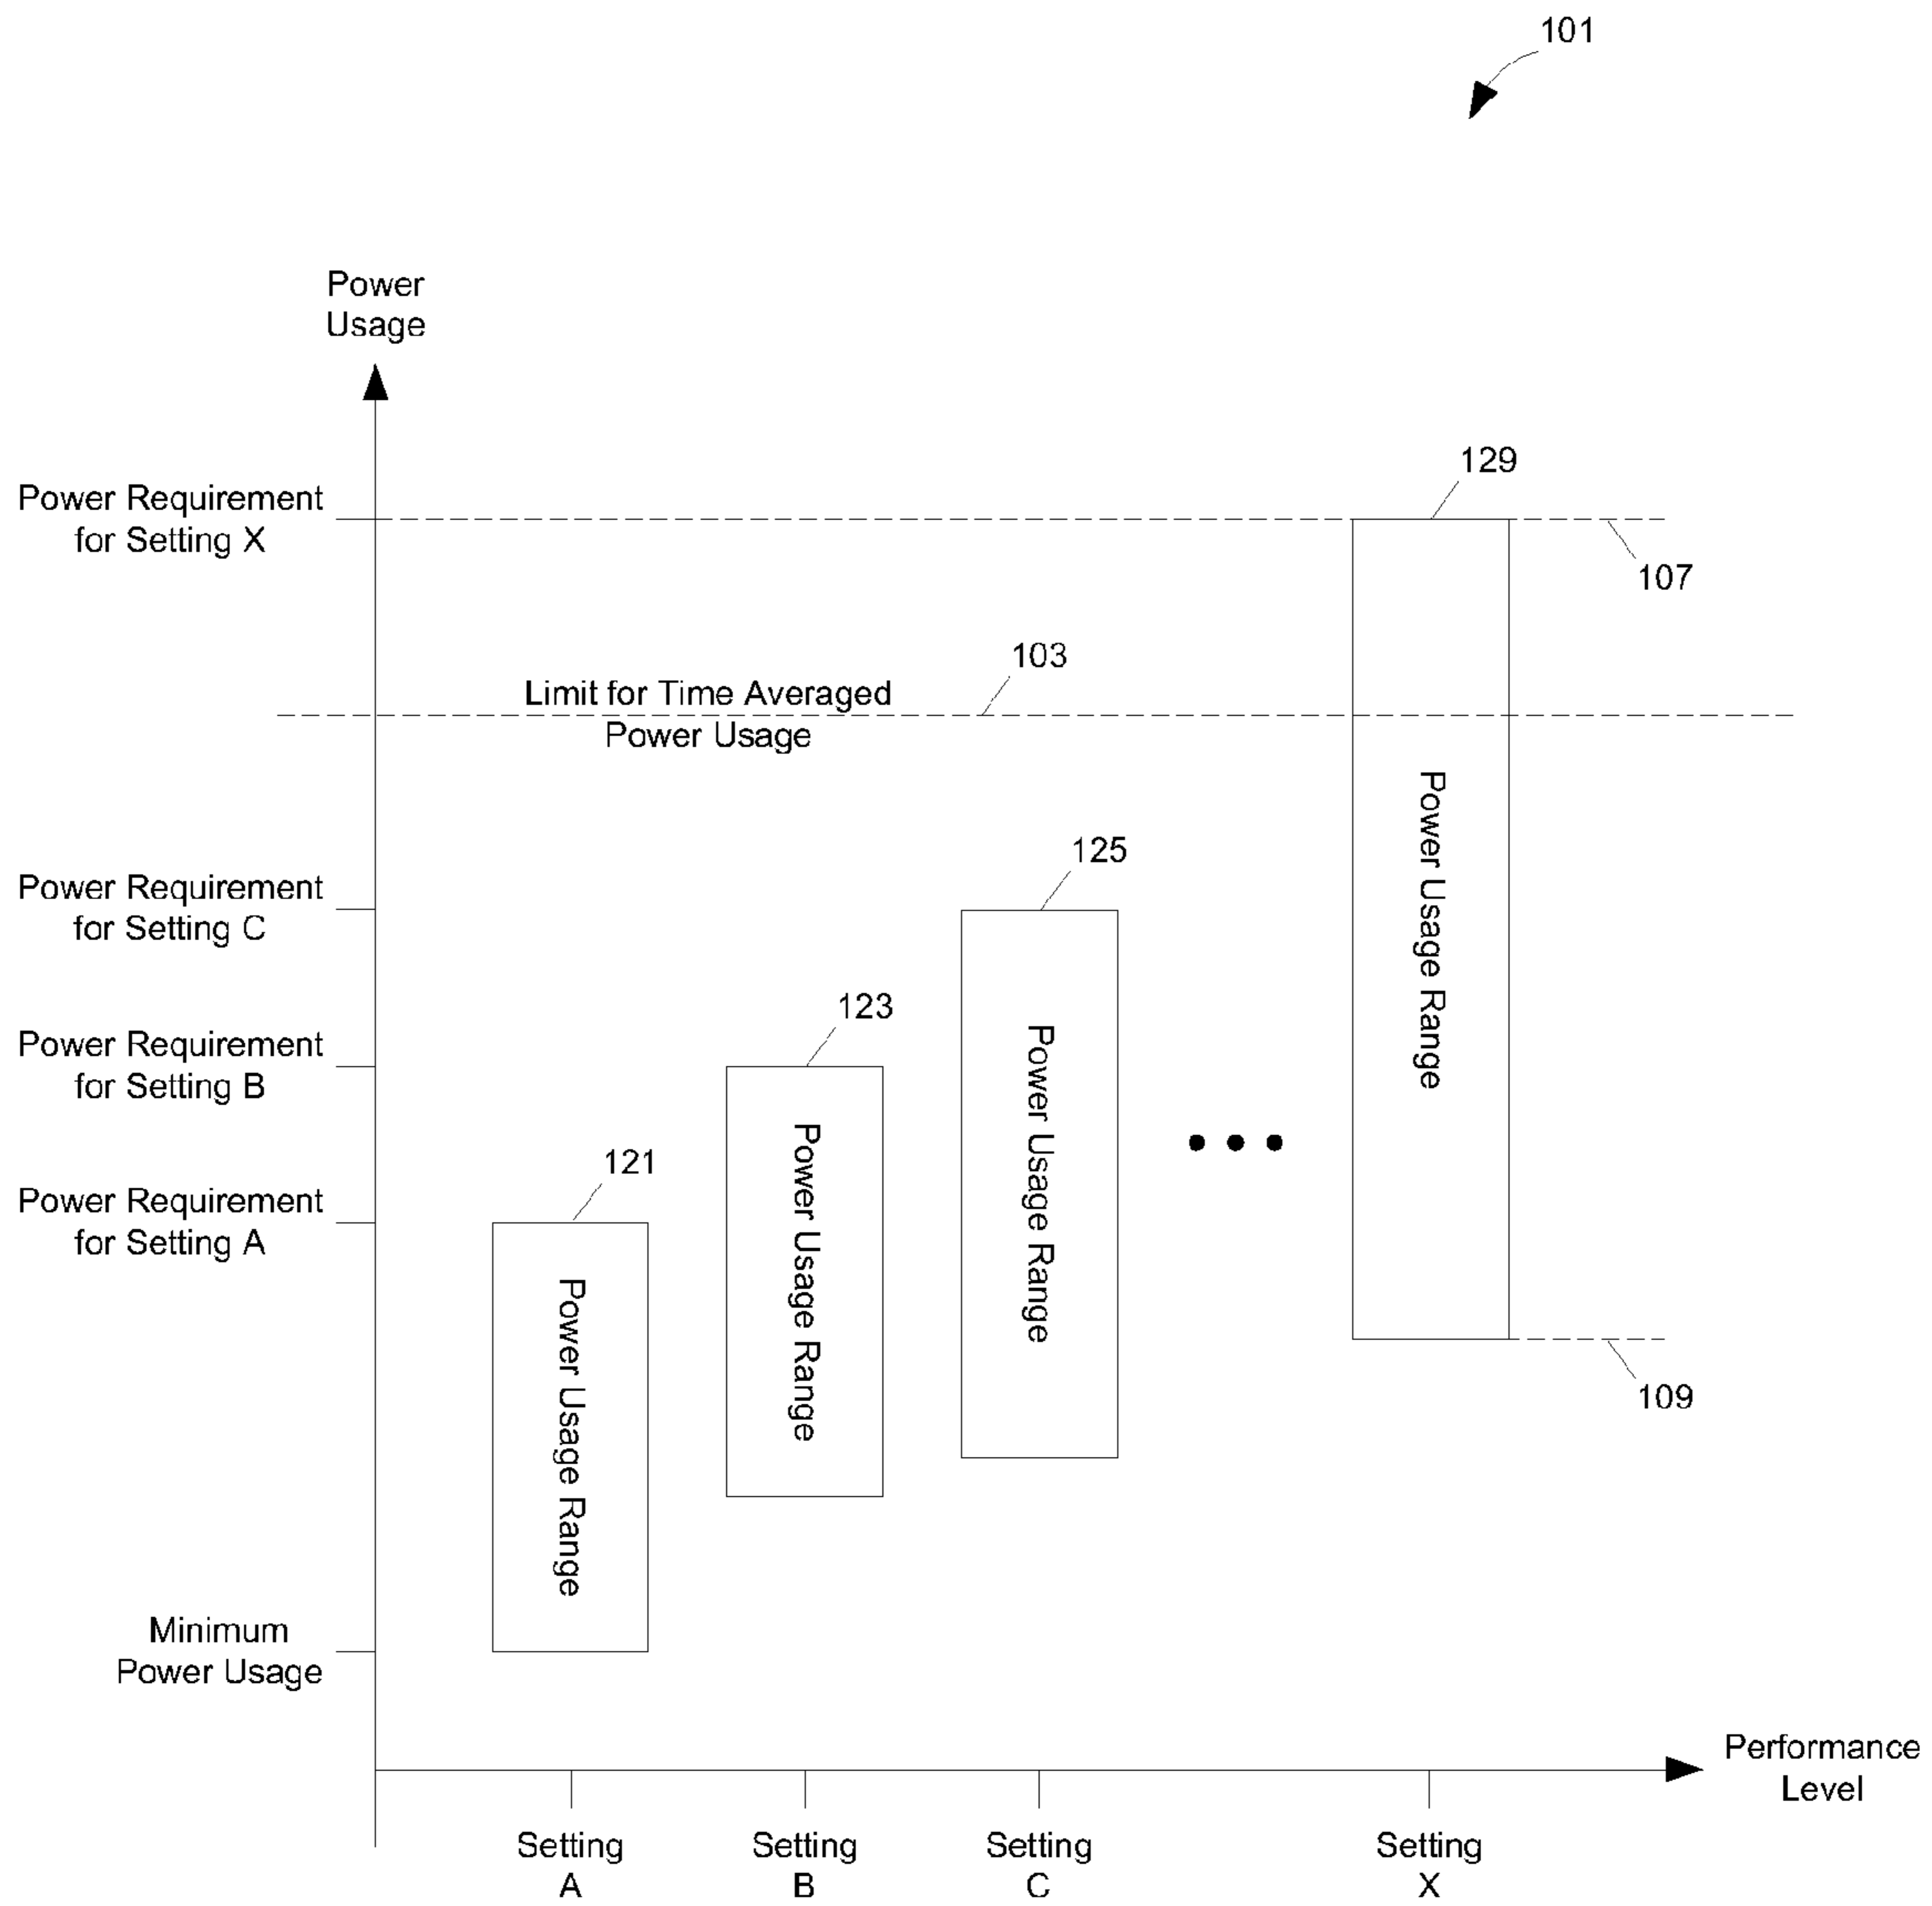 101
Power
Usage
129
Power Requirement
for Setting X
107
103
Limit for Time Averaged
Power Usage
Power Usage Range
125
Power Requirement
for Setting C
123
Power Usage Range
Power Requirement
for Setting B
Power Usage Range
121
Power Requirement
for Setting A
Power Usage Range
109
Minimum
Power Usage
Performance
Level
Setting
A
Setting
B
Setting
C
Setting
X